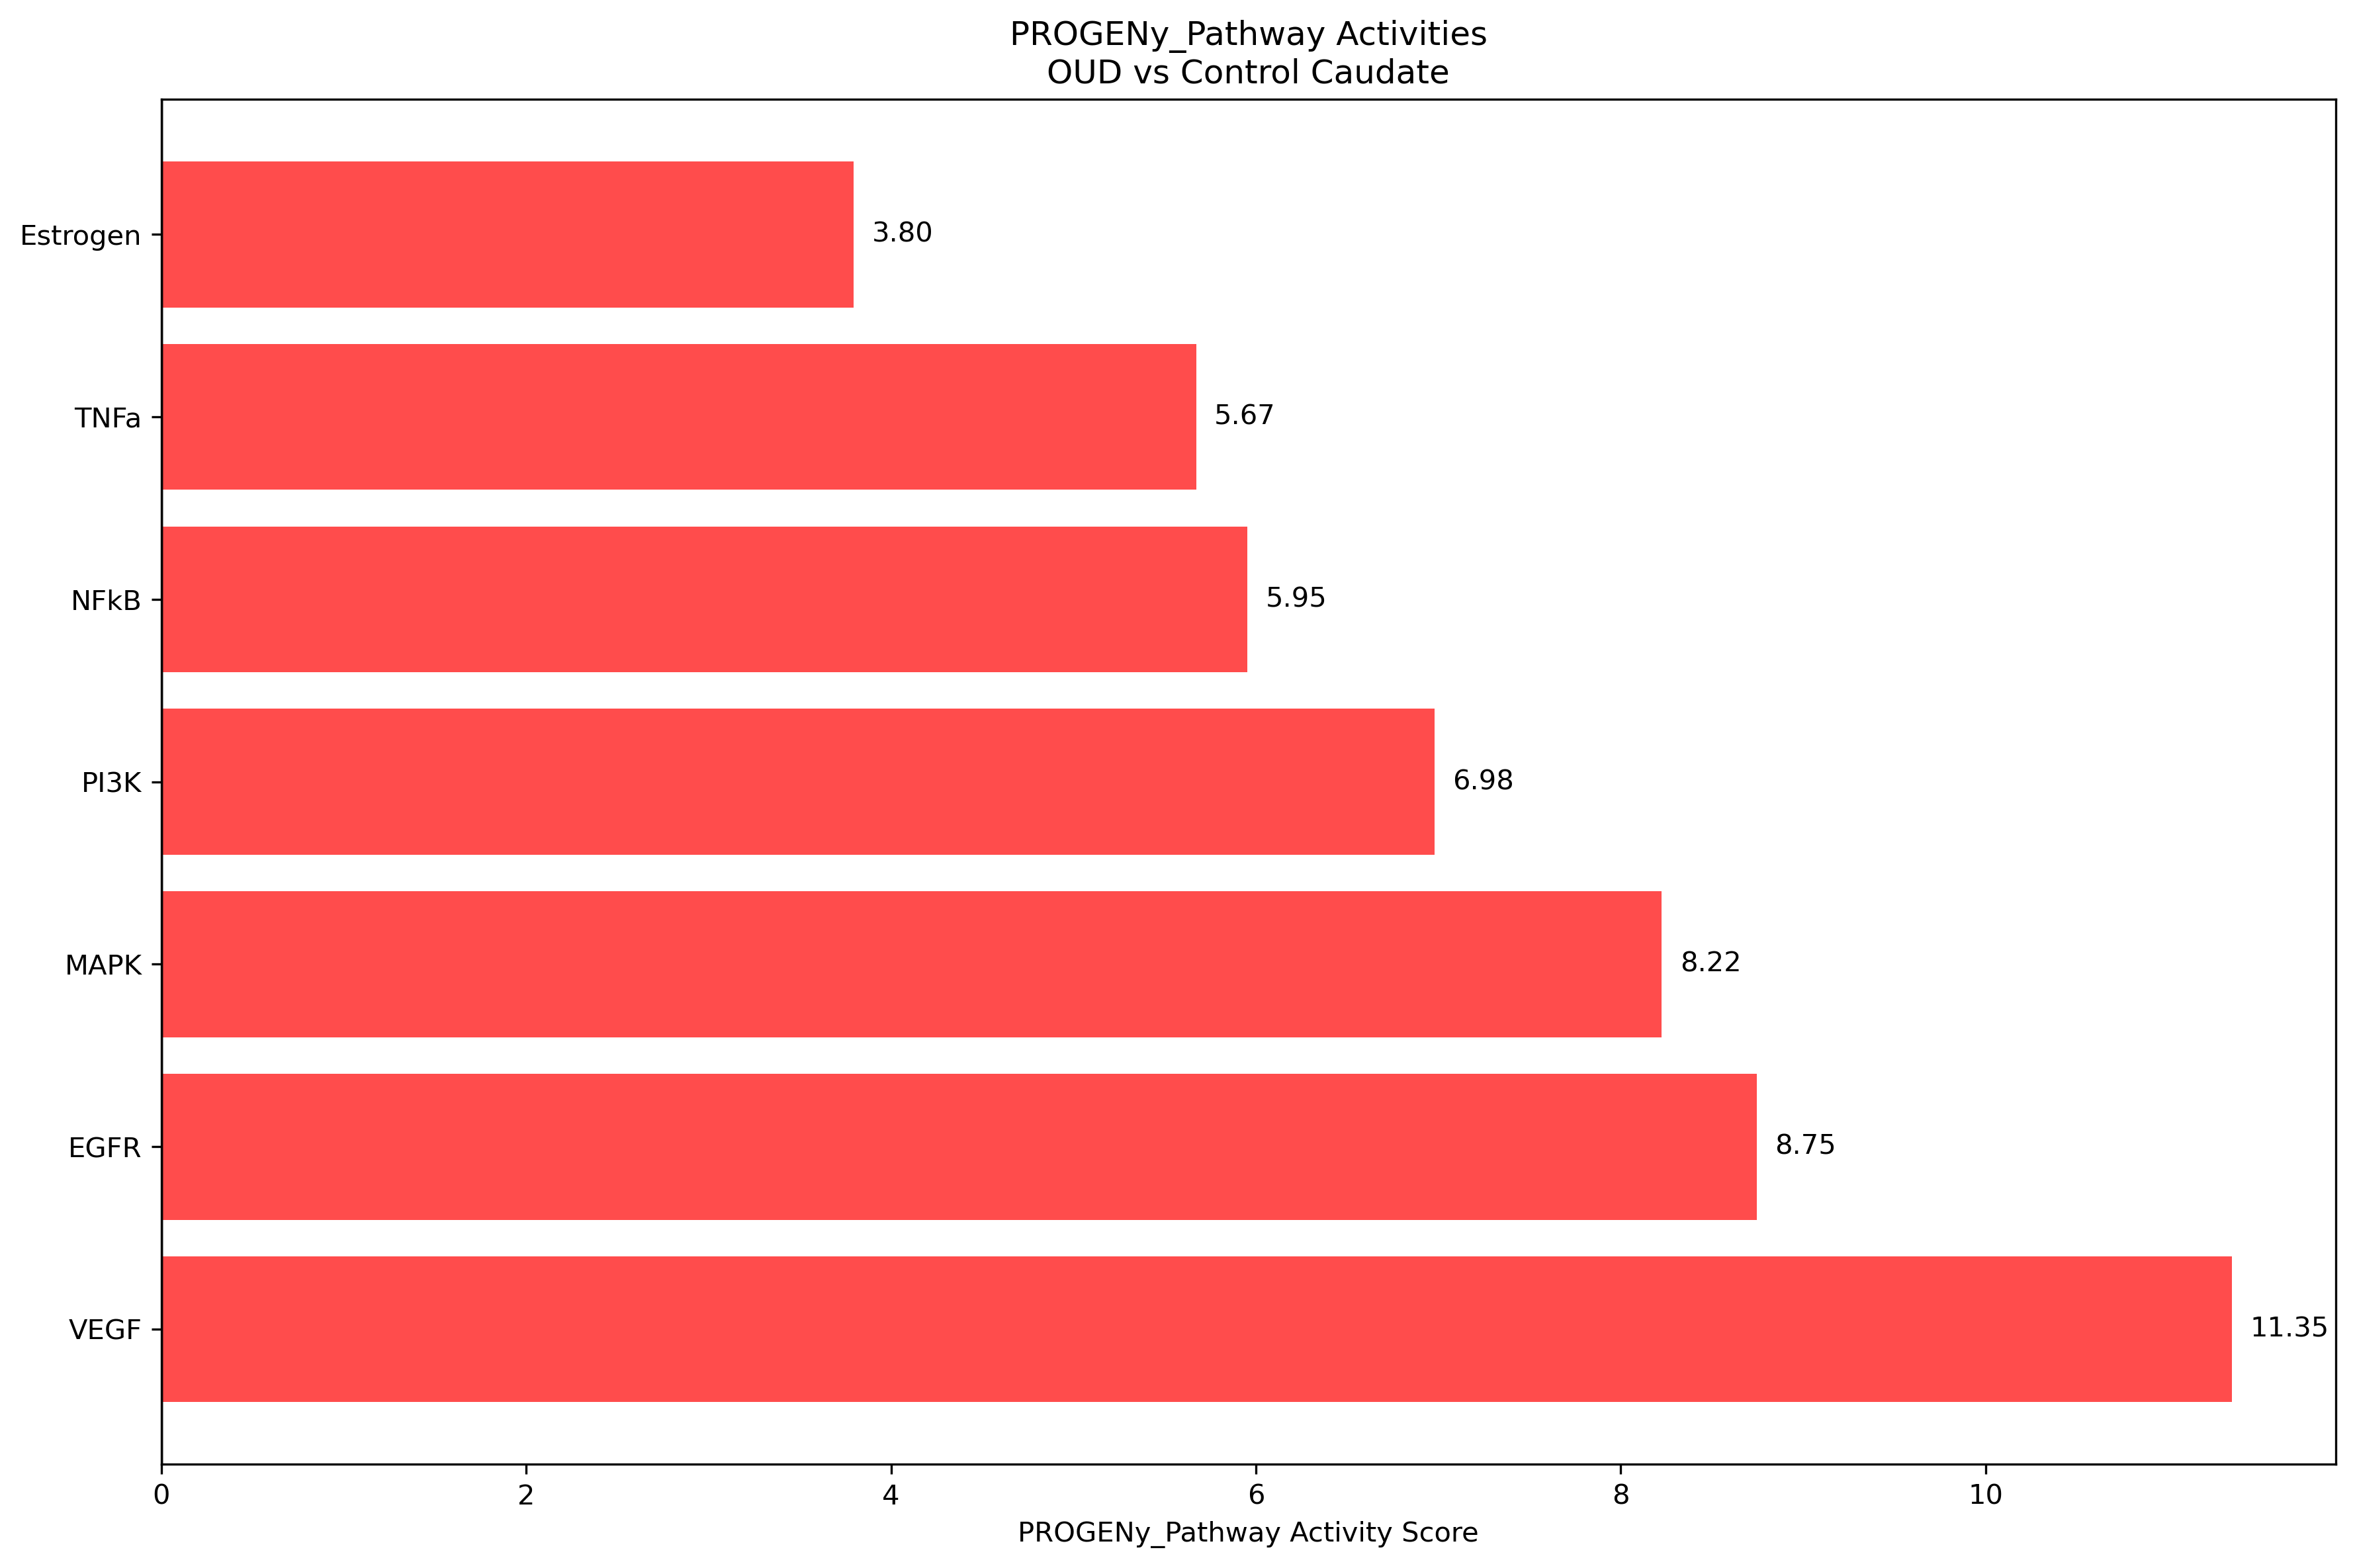 PROGENy_Pathway Activities
OUD vs Control Caudate
Estrogen
3.80
TNFa
5.67
NFkB
5.95
PI3K
6.98
MAPK
8.22
EGFR
8.75
VEGF
11.35
0 2 4 6 8 10
PROGENy_Pathway Activity Score